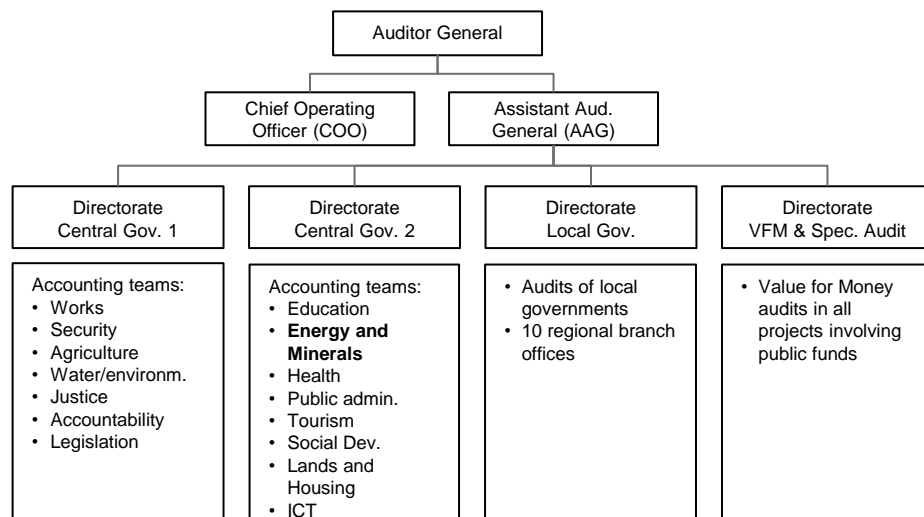 Auditor General
Chief Operating
Officer (COO)
Assistant Aud.
General (AAG)
Directorate
Central Gov. 1
Directorate
Central Gov. 2
Directorate
Local Gov.
Directorate
VFM & Spec. Audit
Accounting teams:
• Works
• Security
• Agriculture
• Water/environm.
• Justice
• Accountability
• Legislation
Accounting teams:
• Education
• Energy and
Minerals
• Health
• Public admin.
• Tourism
• Social Dev.
• Lands and
Housing
• ICT
• Audits of local
governments
• 10 regional branch
offices
• Value for Money
audits in all
projects involving
public funds